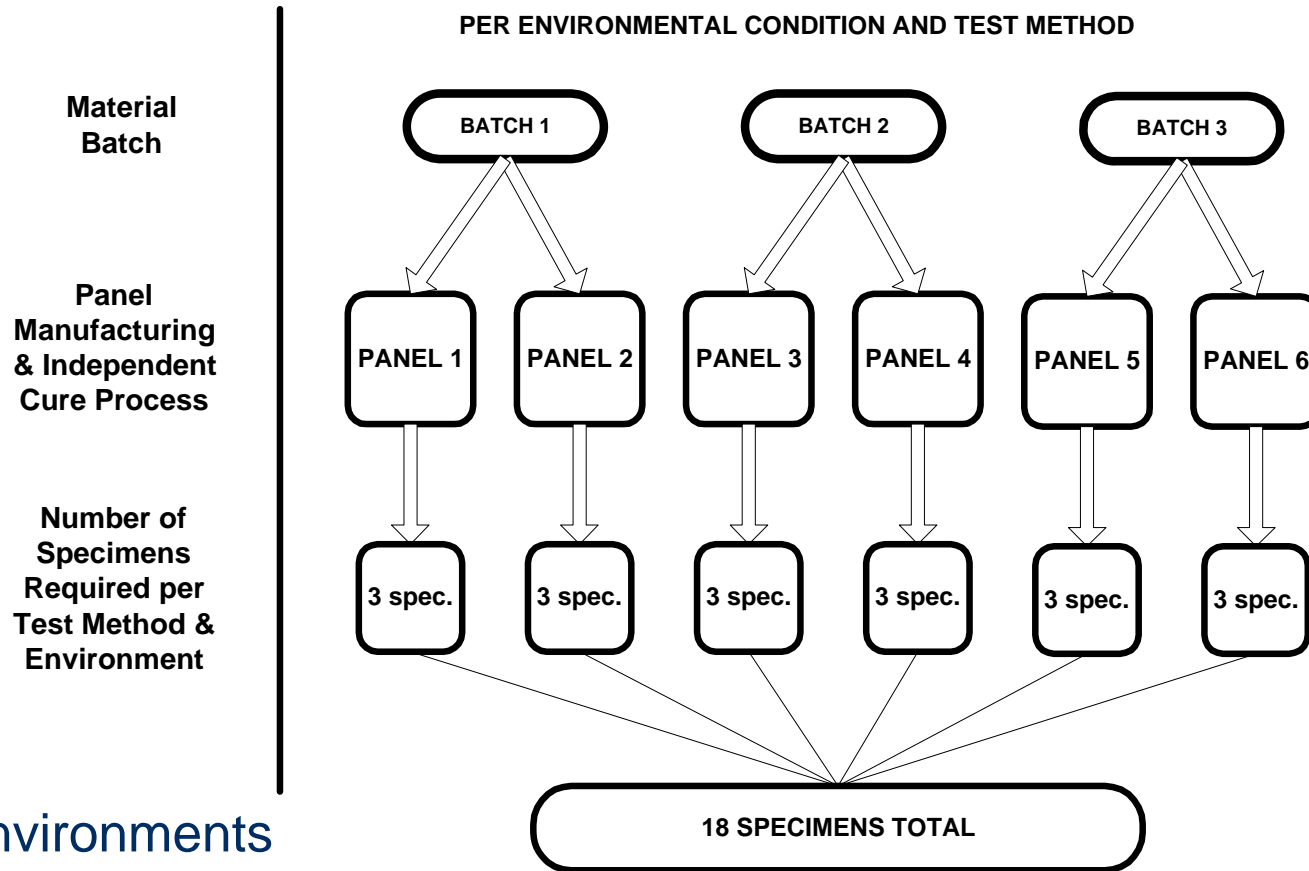 PER ENVIRONMENTAL CONDITION AND TEST METHOD
Material
Batch
BATCH 1
BATCH 2
BATCH 3
Panel
Manufacturing
& Independent
Cure Process
PANEL 1
PANEL 2
PANEL 3
PANEL 4
PANEL 5
PANEL 6
Number of
Specimens
Required per
Test Method &
Environment
3 spec.
3 spec.
3 spec.
3 spec.
3 spec.
3 spec.
18 SPECIMENS TOTAL
nvironments